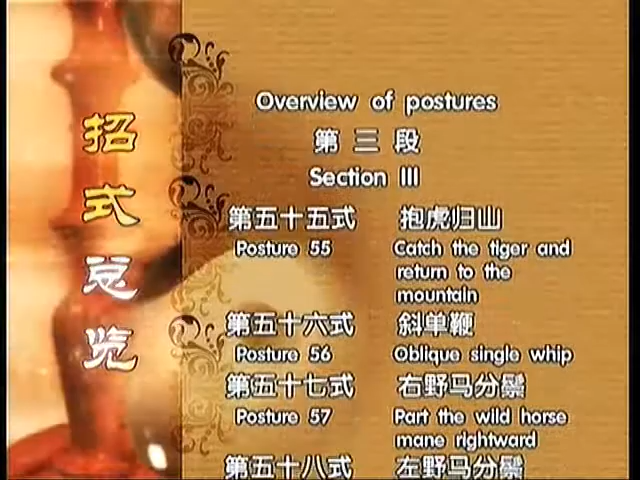 招式总览
Overview of postures
第三段
Section III
第五十五式 抱虎归山
Posture 55 Catch the tiger and
return to the
mountain
第五十六式 斜单鞭
Posture 56 Oblique single whip
第五十七式 右野马分鬃
Posture 57 Part the wild horse
mane rightward
第五十八式 左野马分鬃